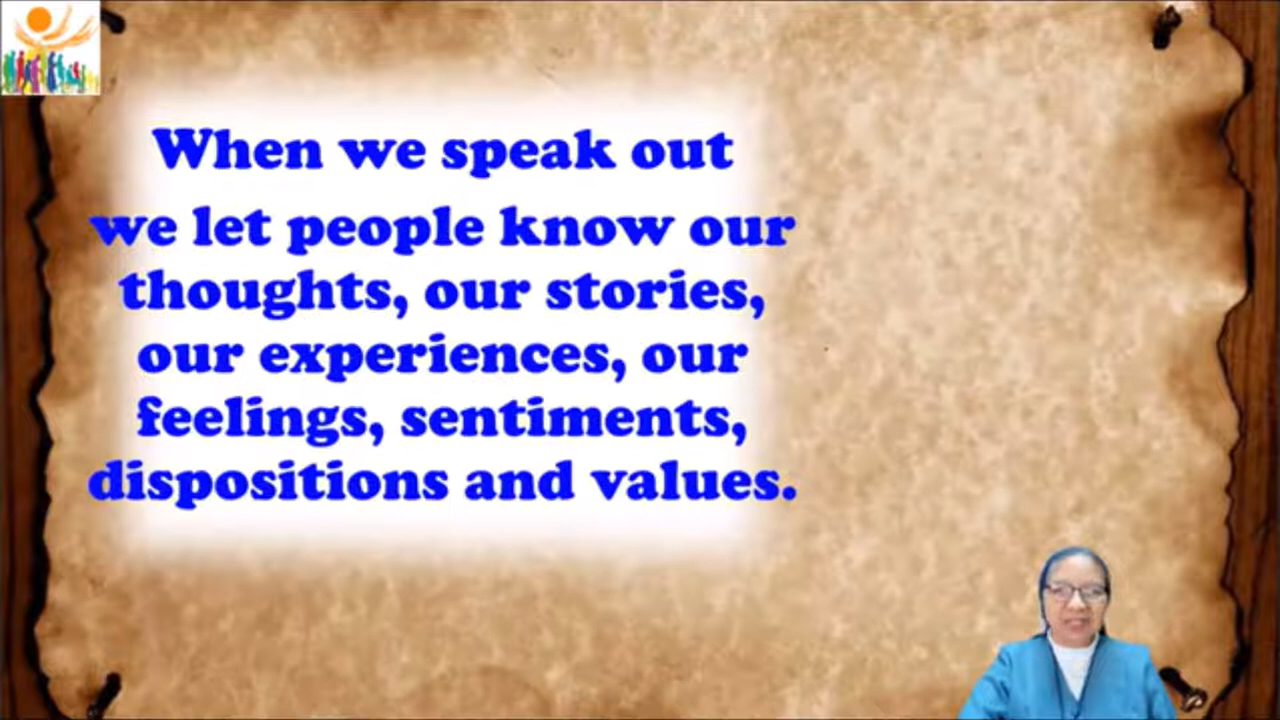 When we speak out
we let people know our
thoughts, our stories,
our experiences, our
feelings, sentiments,
dispositions and values.